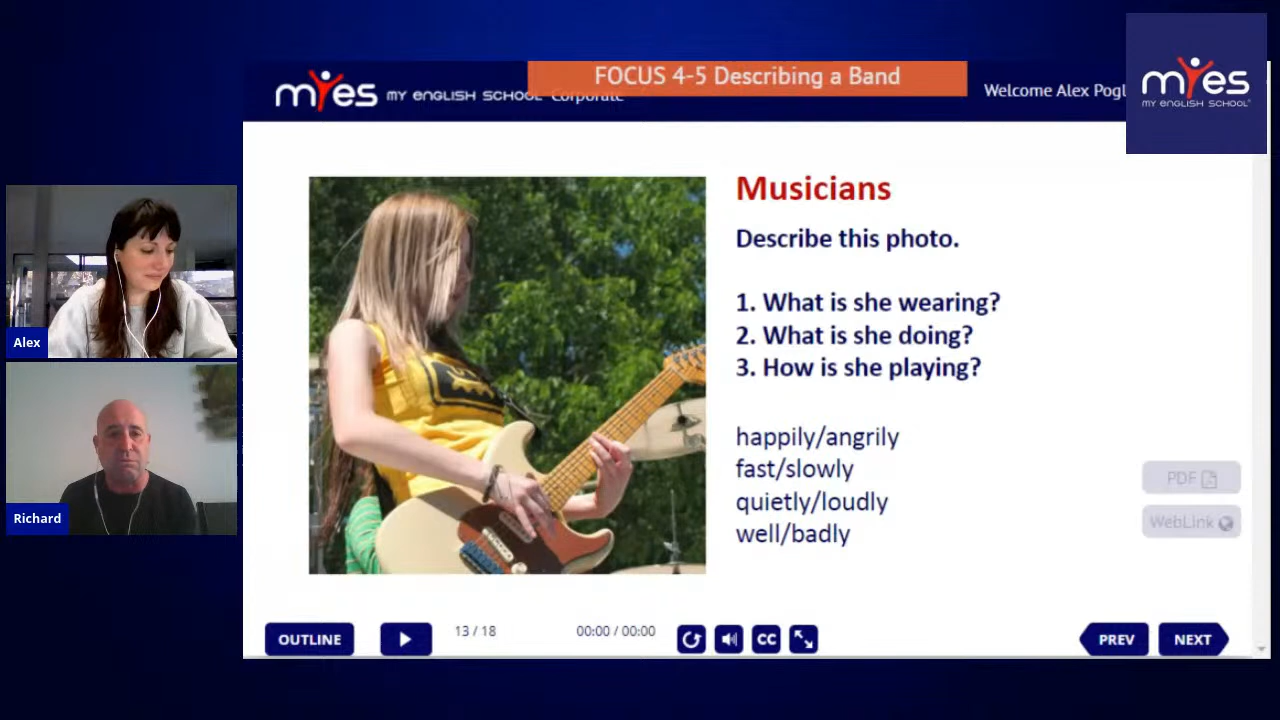 FOCUS 4-5 Describing a Band
myes MY ENGLISH SCHOOL Corporate
Welcome Alex Pogl
myes
MY ENGLISH SCHOOL
Musicians
Describe this photo.
1. What is she wearing?
2. What is she doing?
3. How is she playing?
happily/angrily
fast/slowly
quietly/loudly
well/badly
PDF
WebLink
Alex
Richard
OUTLINE
13 / 18
00:00 / 00:00
CC
PREV
NEXT